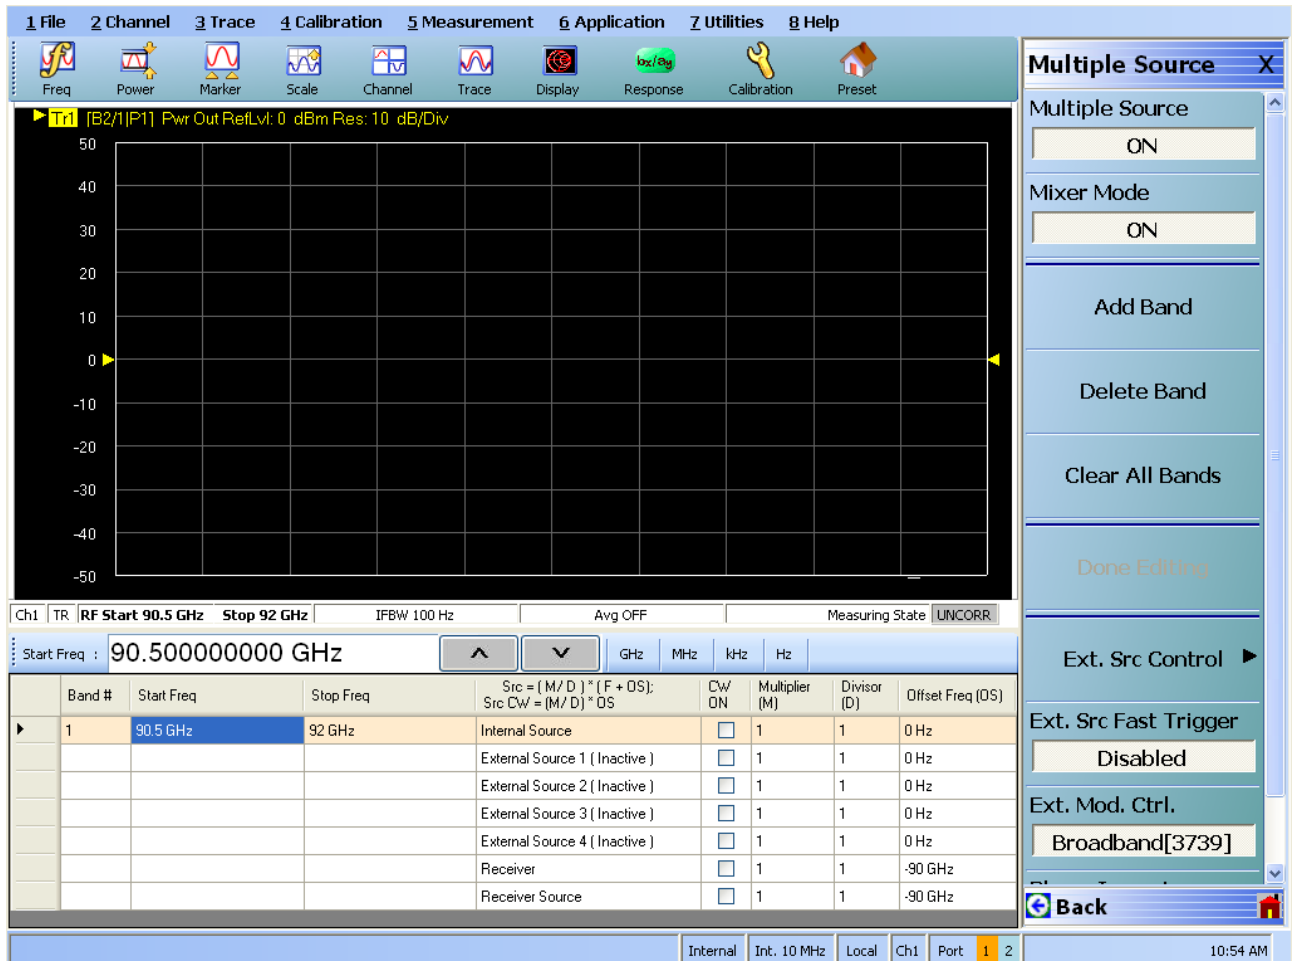 1 File 2 Channel 3 Trace 4 Calibration 5 Measurement 6 Application 7 Utilities 8 Help
Freq Power Marker Scale Channel Trace Display Response Calibration Preset
bx/ay
Tr1 [B2/1|P1] Pwr Out RefLvl: 0 dBm Res: 10 dB/Div
50
40
30
20
10
0
-10
-20
-30
-40
-50
Ch1 TR RF Start 90.5 GHz Stop 92 GHz IFBW 100 Hz Avg OFF Measuring State UNCORR
Start Freq : 90.500000000 GHz GHz MHz kHz Hz
Band # Start Freq Stop Freq Src = ( M / D ) * ( F + OS); Src CW = (M / D) * OS CW ON Multiplier (M) Divisor (D) Offset Freq (OS)
1 90.5 GHz 92 GHz Internal Source 1 1 0 Hz
External Source 1 ( Inactive ) 1 1 0 Hz
External Source 2 ( Inactive ) 1 1 0 Hz
External Source 3 ( Inactive ) 1 1 0 Hz
External Source 4 ( Inactive ) 1 1 0 Hz
Receiver 1 1 -90 GHz
Receiver Source 1 1 -90 GHz
Multiple Source X
Multiple Source
ON
Mixer Mode
ON
Add Band
Delete Band
Clear All Bands
Done Editing
Ext. Src Control
Ext. Src Fast Trigger
Disabled
Ext. Mod. Ctrl.
Broadband[3739]
Back
Internal Int. 10 MHz Local Ch1 Port 1 2 10:54 AM